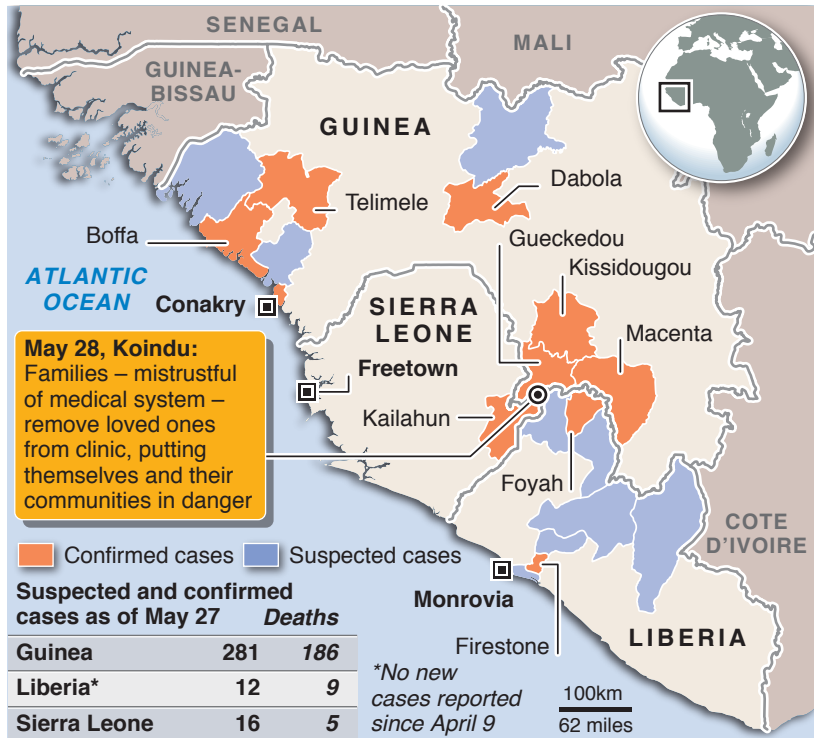 SENEGAL
MALI
GUINEA-
BISSAU
GUINEA
Telimele
Dabola
Boffa
Gueckedou
Kissidougou
ATLANTIC
OCEAN
Conakry
SIERRA
LEONE
Macenta
May 28, Koindu:
Families – mistrustful
of medical system –
remove loved ones
from clinic, putting
themselves and their
communities in danger
Freetown
Kailahun
Foyah
COTE
D'IVOIRE
Confirmed cases
Suspected cases
Monrovia
Firestone
LIBERIA
Suspected and confirmed
cases as of May 27 Deaths
Guinea 281 186
Liberia* 12 9
Sierra Leone 16 5
*No new
cases reported
since April 9
100km
62 miles